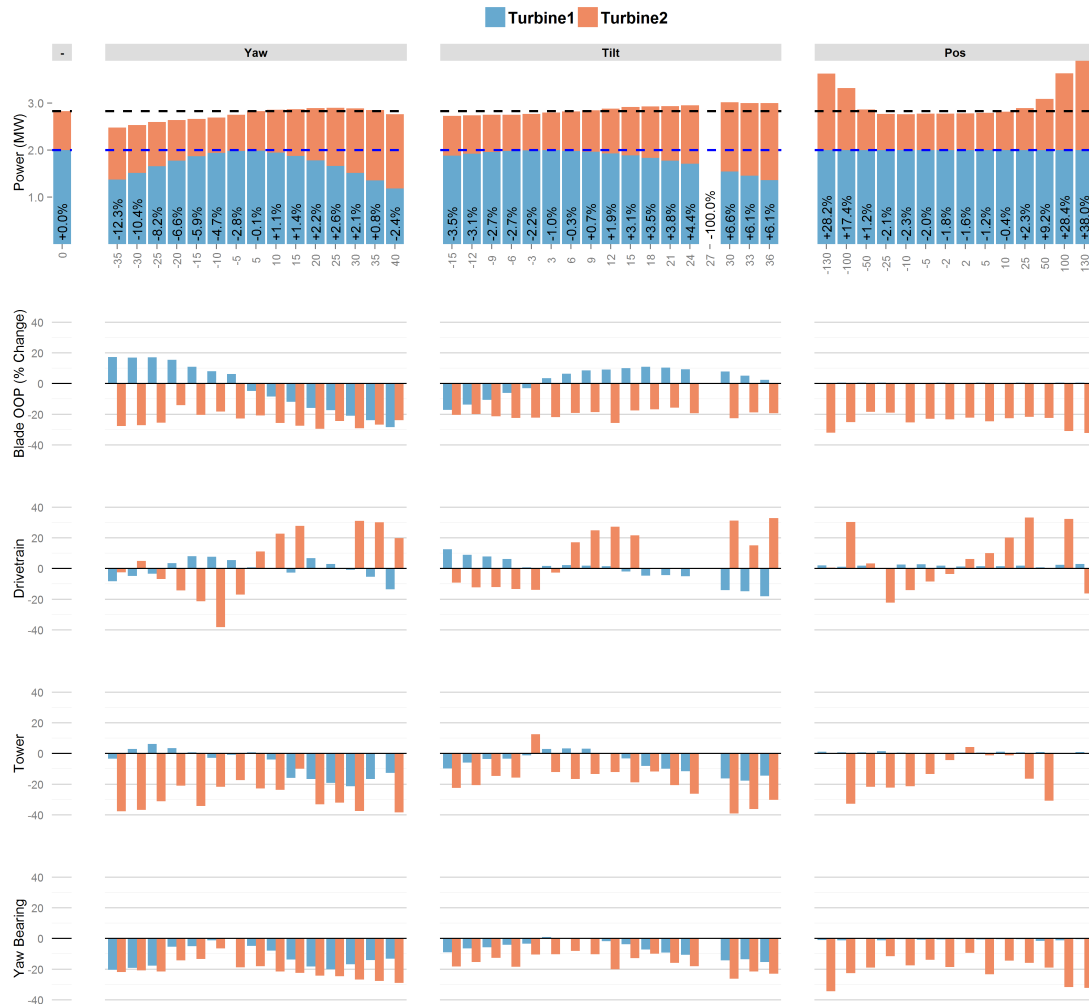 Turbine1 Turbine2
- Yaw Tilt Pos
Power (MW)
3.0
2.0
1.0
+0.0% -12.3% -10.4% -8.2% -6.6% -5.9% -4.7% -2.8% -0.1% +1.1% +1.4% +2.2% +2.6% +2.1% +0.8% -2.4% -3.5% -3.1% -2.7% -2.7% -2.2% -1.0% -0.3% +0.7% +1.9% +3.1% +3.5% +3.8% +4.4% -100.0% +6.6% +6.1% +6.1% +28.2% +17.4% +1.2% -2.1% -2.3% -2.0% -1.8% -1.6% -1.2% -0.4% +2.3% +9.2% +28.4% +38.0%
0 -35 -30 -25 -20 -15 -10 -5 5 10 15 20 25 30 35 40 -15 -12 -9 -6 -3 3 6 9 12 15 18 21 24 27 30 33 36 -130 -100 -50 -25 -10 -5 -2 2 5 10 25 50 100 130
Blade OOP (% Change)
40
20
0
-20
-40
Drivetrain
40
20
0
-20
-40
Tower
40
20
0
-20
-40
Yaw Bearing
40
20
0
-20
-40